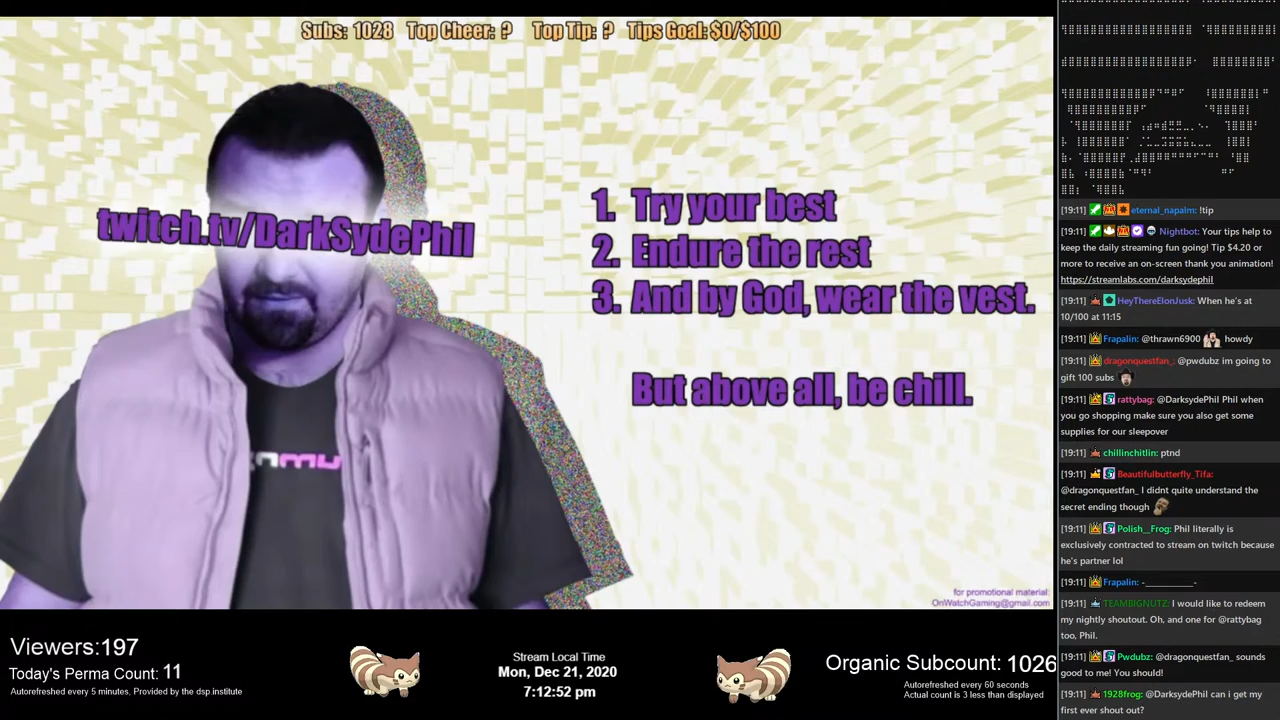 Subs: 1028 Top Cheer: ? Top Tip: ? Tips Goal: $0/$100
twitch.tv/DarkSydePhil
1. Try your best
2. Endure the rest
3. And by God, wear the vest.
But above all, be chill.
for promotional material:
OnWatchGaming@gmail.com
Viewers:197
Today's Perma Count: 11
Autorefreshed every 5 minutes, Provided by the dsp institute
Stream Local Time
Mon, Dec 21, 2020
7:12:52 pm
Organic Subcount: 1026
Autorefreshed every 60 seconds
Actual count is 3 less than displayed
[19:11] eternal_napalm: !tip
[19:11] Nightbot: Your tips help to
keep the daily streaming fun going! Tip $4.20 or
more to receive an on-screen thank you animation!
https://streamlabs.com/darksydephil
[19:11] HeyThereElonJusk: When he's at
10/100 at 11:15
[19:11] Frapalin: @thrawn6900 howdy
[19:11] dragonquestfan_: @pwdubz im going to
gift 100 subs
[19:11] rattybag: @DarksydePhil Phil when
you go shopping make sure you also get some
supplies for our sleepover
[19:11] chillinchitlin: ptnd
[19:11] Beautifulbutterfly_Tifa:
@dragonquestfan_ I didnt quite understand the
secret ending though
[19:11] Polish__Frog: Phil literally is
exclusively contracted to stream on twitch because
he's partner lol
[19:11] Frapalin: -___________-
[19:11] TEAMBIGNUTZ: I would like to redeem
my nightly shoutout. Oh, and one for @rattybag
too, Phil.
[19:11] Pwdubz: @dragonquestfan_ sounds
good to me! You should!
[19:11] 1928frog: @DarksydePhil can i get my
first ever shout out?